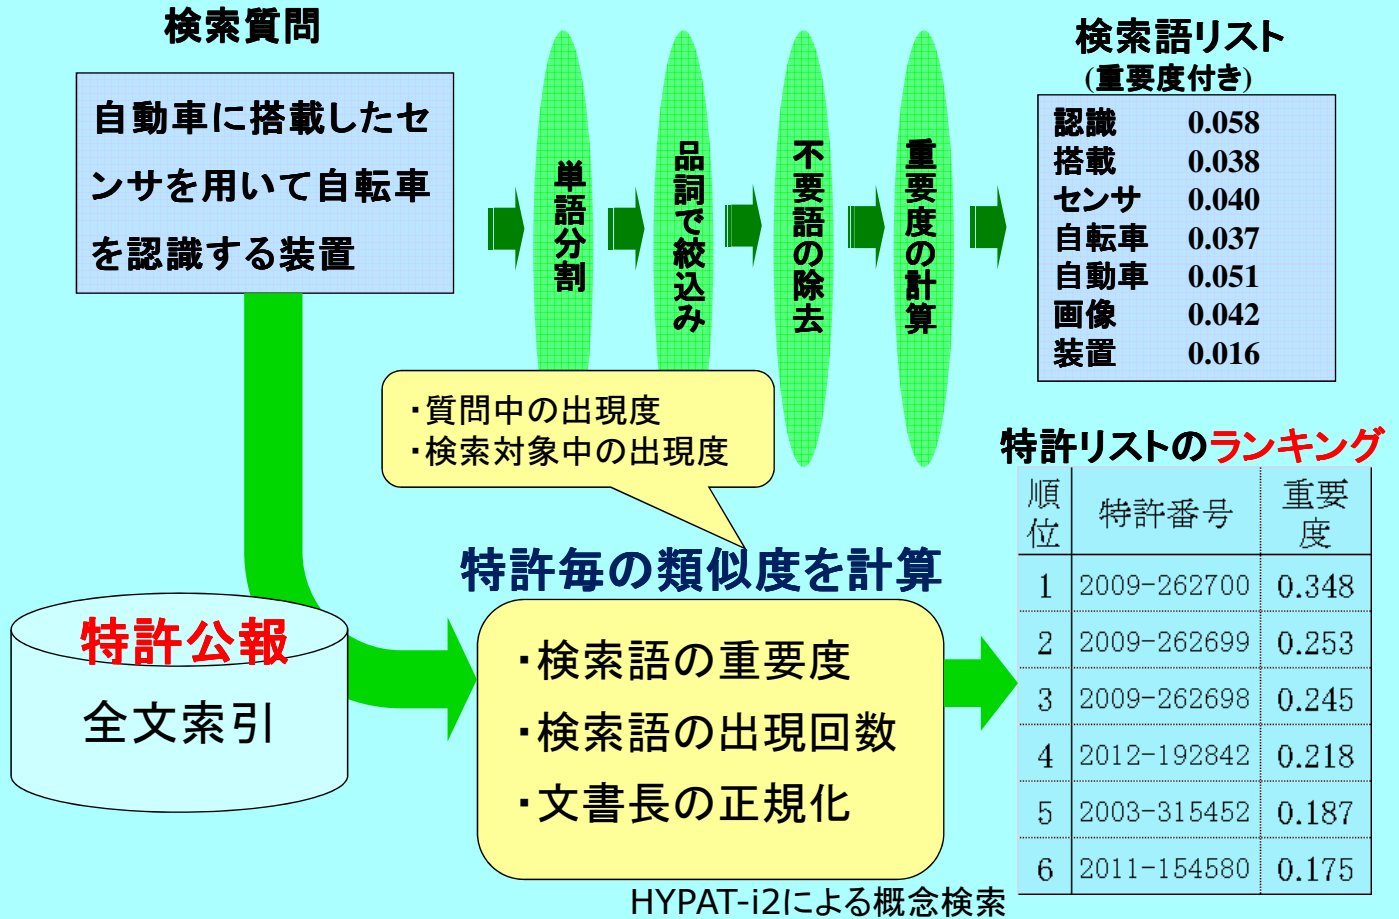 検索質問
自動車に搭載したセ
ンサを用いて自転車
を認識する装置
単語分割
品詞で絞込み
不要語の除去
重要度の計算
検索語リスト
(重要度付き)
認識 0.058
搭載 0.038
センサ 0.040
自転車 0.037
自動車 0.051
画像 0.042
装置 0.016
・質問中の出現度
・検索対象中の出現度
特許毎の類似度を計算
・検索語の重要度
・検索語の出現回数
・文書長の正規化
特許公報
全文索引
特許リストのランキング
順位 特許番号 重要度
1 2009-262700 0.348
2 2009-262699 0.253
3 2009-262698 0.245
4 2012-192842 0.218
5 2003-315452 0.187
6 2011-154580 0.175
HYPAT-i2による概念検索